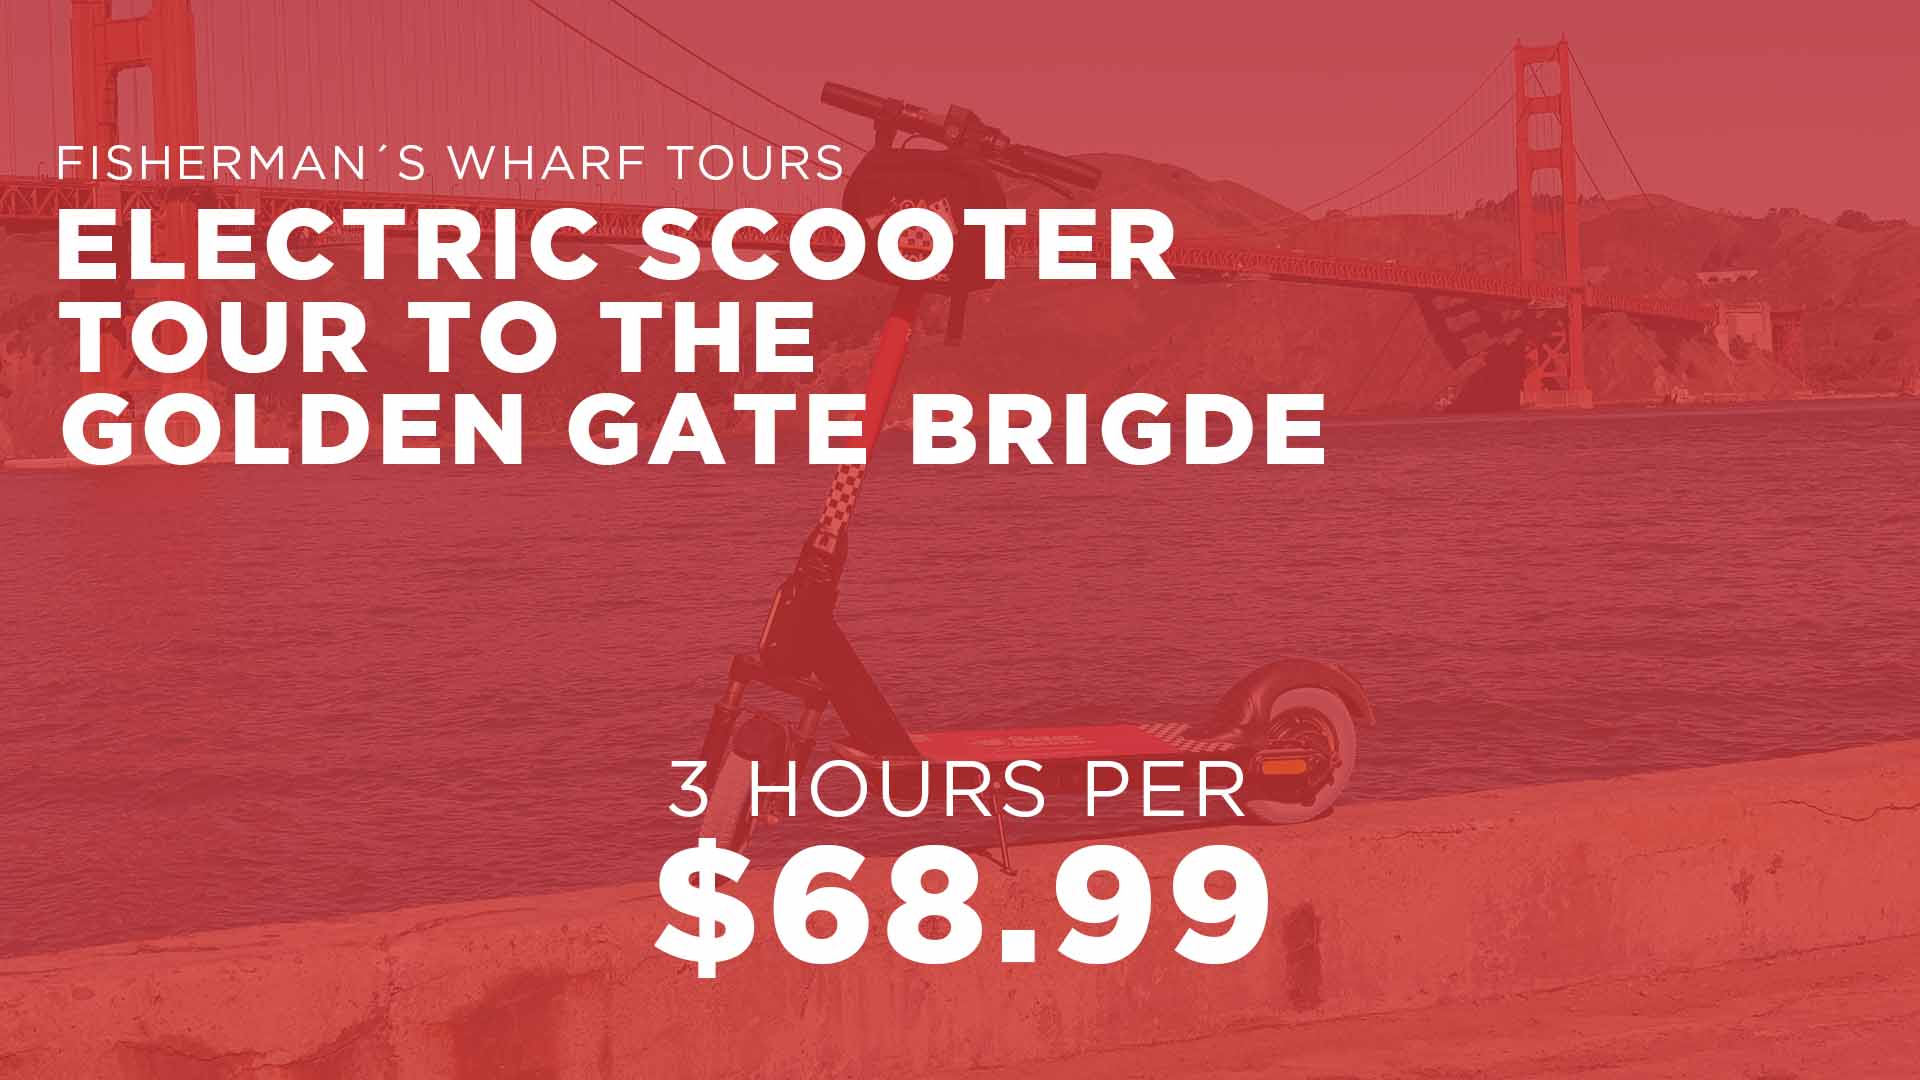 FISHERMAN´S WHARF TOURS
ELECTRIC SCOOTER
TOUR TO THE
GOLDEN GATE BRIGDE
3 HOURS PER
$68.99